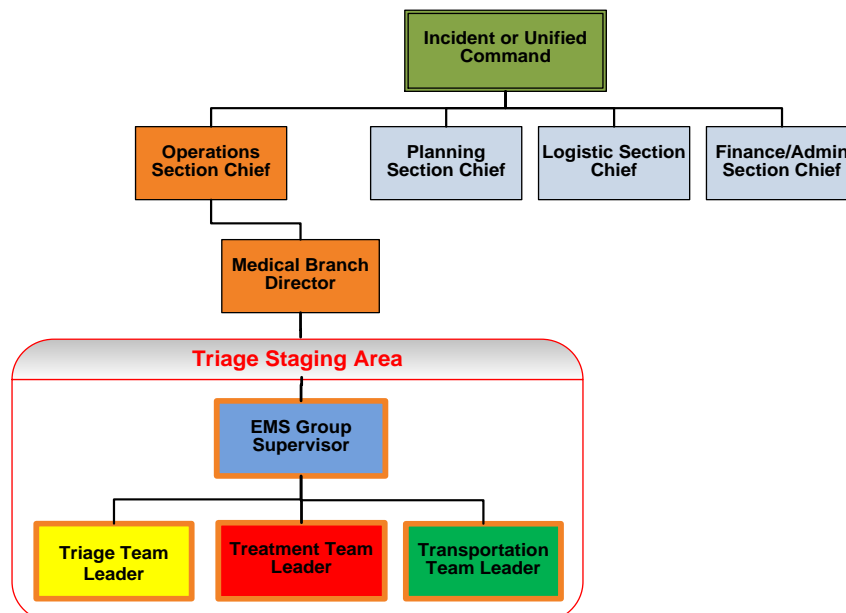 Incident or Unified
Command
Operations
Section Chief
Planning
Section Chief
Logistic Section
Chief
Finance/Admin
Section Chief
Medical Branch
Director
Triage Staging Area
EMS Group
Supervisor
Triage Team
Leader
Treatment Team
Leader
Transportation
Team Leader